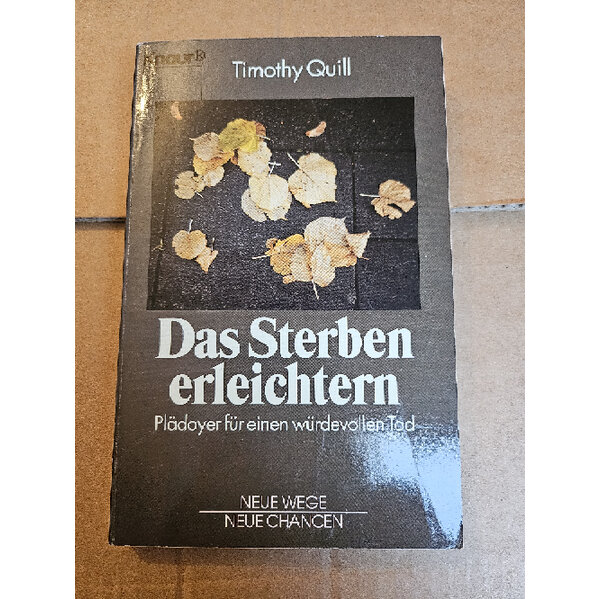 Timothy Quill
Das Sterben
erleichtern
Plädoyer für einen würdevollen Tod
NEUE WEGE
NEUE CHANCEN